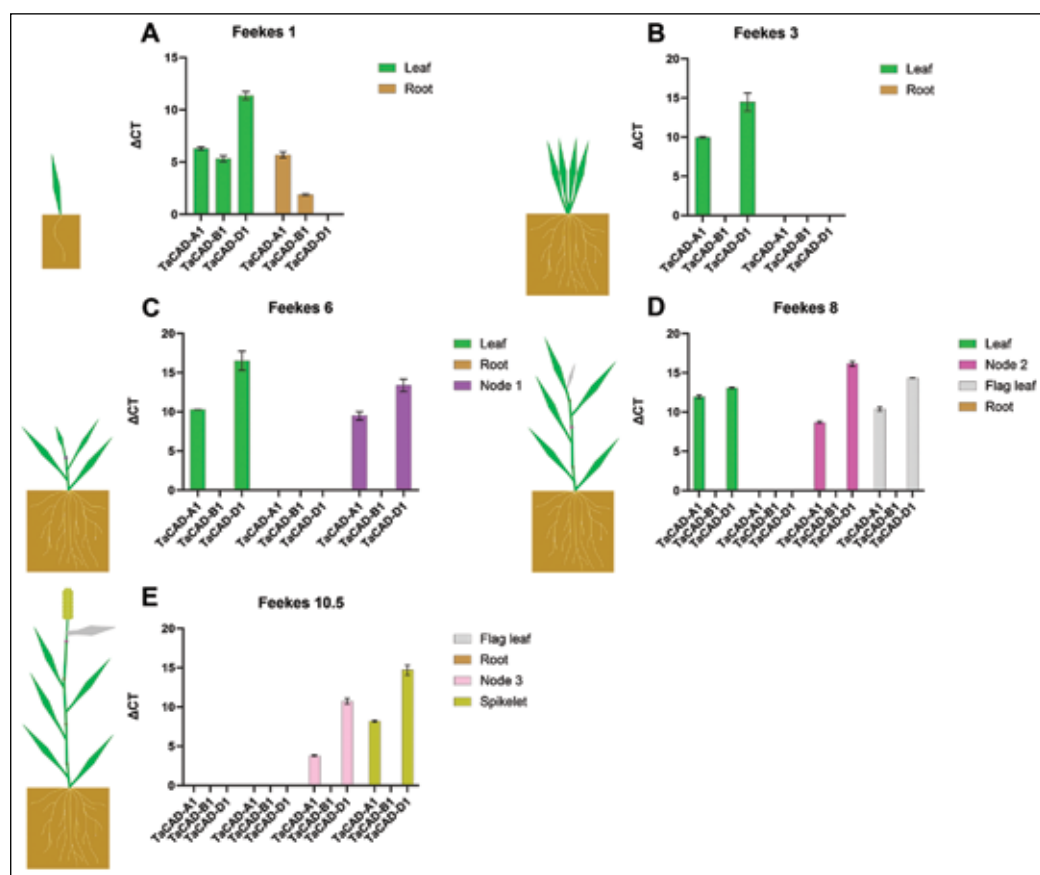 A
Feekes 1
15
10
5
0
ΔCT
Leaf
Root
TaCAD-A1
TaCAD-B1
TaCAD-D1
TaCAD-A1
TaCAD-B1
TaCAD-D1
B
Feekes 3
20
15
10
5
0
ΔCT
Leaf
Root
TaCAD-A1
TaCAD-B1
TaCAD-D1
TaCAD-A1
TaCAD-B1
TaCAD-D1
C
Feekes 6
20
15
10
5
0
ΔCT
Leaf
Root
Node 1
TaCAD-A1
TaCAD-B1
TaCAD-D1
TaCAD-A1
TaCAD-B1
TaCAD-D1
TaCAD-A1
TaCAD-B1
TaCAD-D1
D
Feekes 8
20
15
10
5
0
ΔCT
Leaf
Node 2
Flag leaf
Root
TaCAD-A1
TaCAD-B1
TaCAD-D1
TaCAD-A1
TaCAD-B1
TaCAD-D1
TaCAD-A1
TaCAD-B1
TaCAD-D1
TaCAD-A1
TaCAD-B1
TaCAD-D1
E
Feekes 10.5
20
15
10
5
0
ΔCT
Flag leaf
Root
Node 3
Spikelet
TaCAD-A1
TaCAD-B1
TaCAD-D1
TaCAD-A1
TaCAD-B1
TaCAD-D1
TaCAD-A1
TaCAD-B1
TaCAD-D1
TaCAD-A1
TaCAD-B1
TaCAD-D1